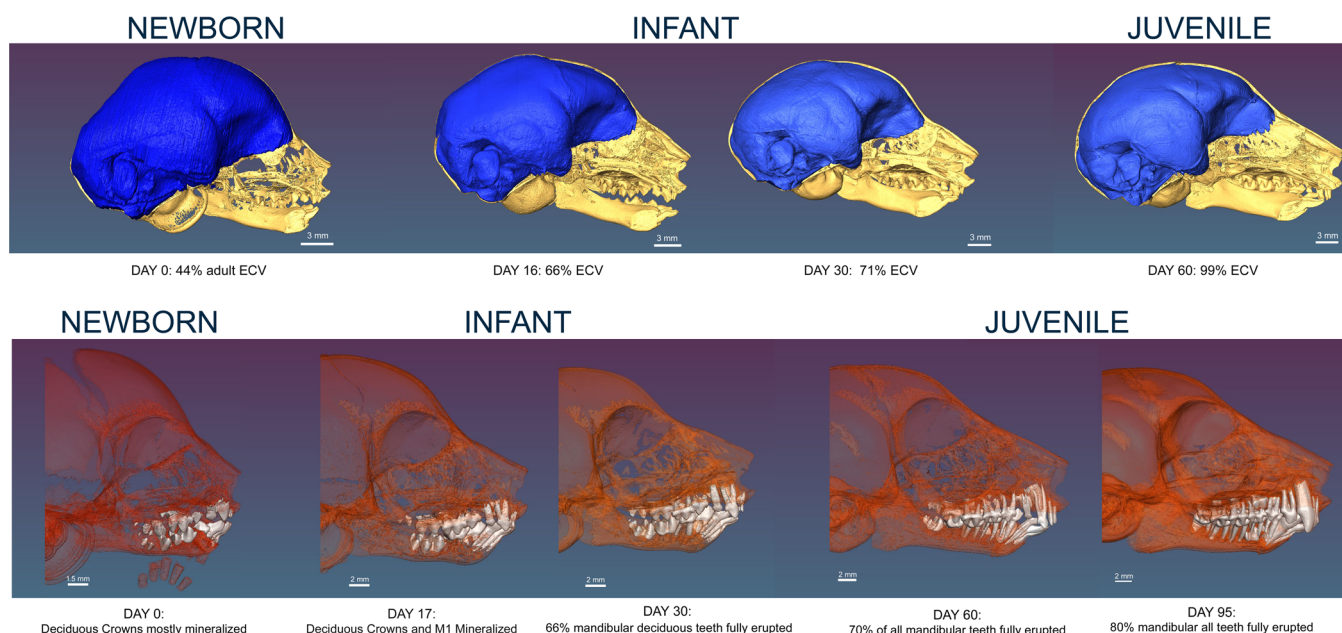 NEWBORN
INFANT
JUVENILE
3 mm
3 mm
3 mm
3 mm
DAY 0: 44% adult ECV
DAY 16: 66% ECV
DAY 30:  71% ECV
DAY 60: 99% ECV
NEWBORN
INFANT
JUVENILE
1.5 mm
2 mm
2 mm
2 mm
2 mm
DAY 0:
Deciduous Crowns mostly mineralized
DAY 17:
Deciduous Crowns and M1 Mineralized
DAY 30:
66% mandibular deciduous teeth fully erupted
DAY 60:
70% of all mandibular teeth fully erupted
DAY 95:
80% mandibular all teeth fully erupted